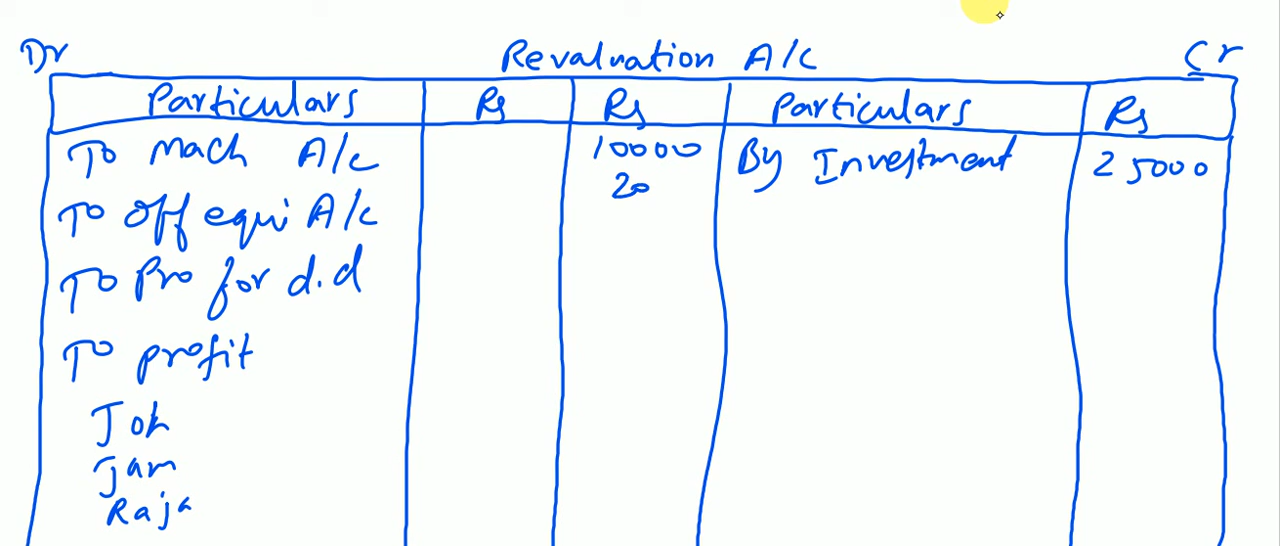 Dr Revaluation A/c Cr
Particulars Rs Rs Particulars Rs
To Mach A/c 10000 By Investment 25000
20
To Off equi A/c
To Pro for d.d
To profit
Joh
Jam
Raja